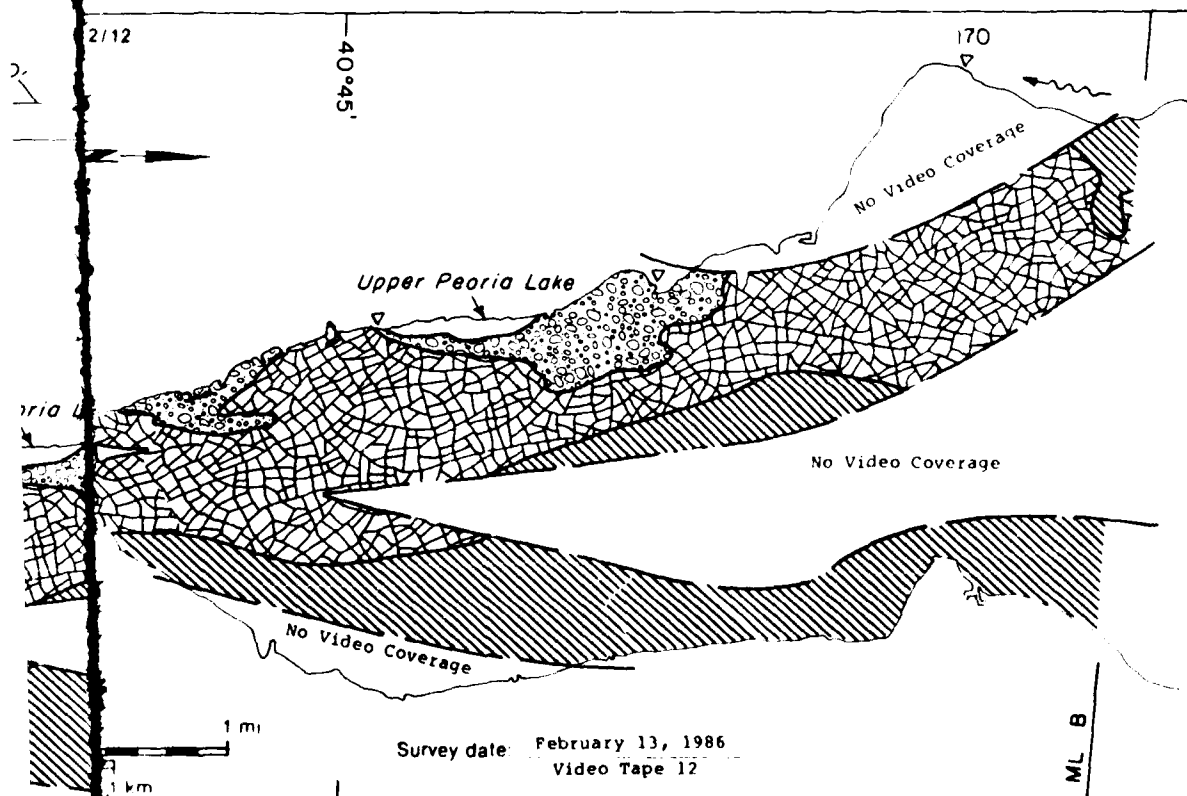 2/12
40°45'
170
No Video Coverage
Upper Peoria Lake
oria L
No Video Coverage
No Video Coverage
1 mi
1 km
Survey date: February 13, 1986
Video Tape 12
ML B